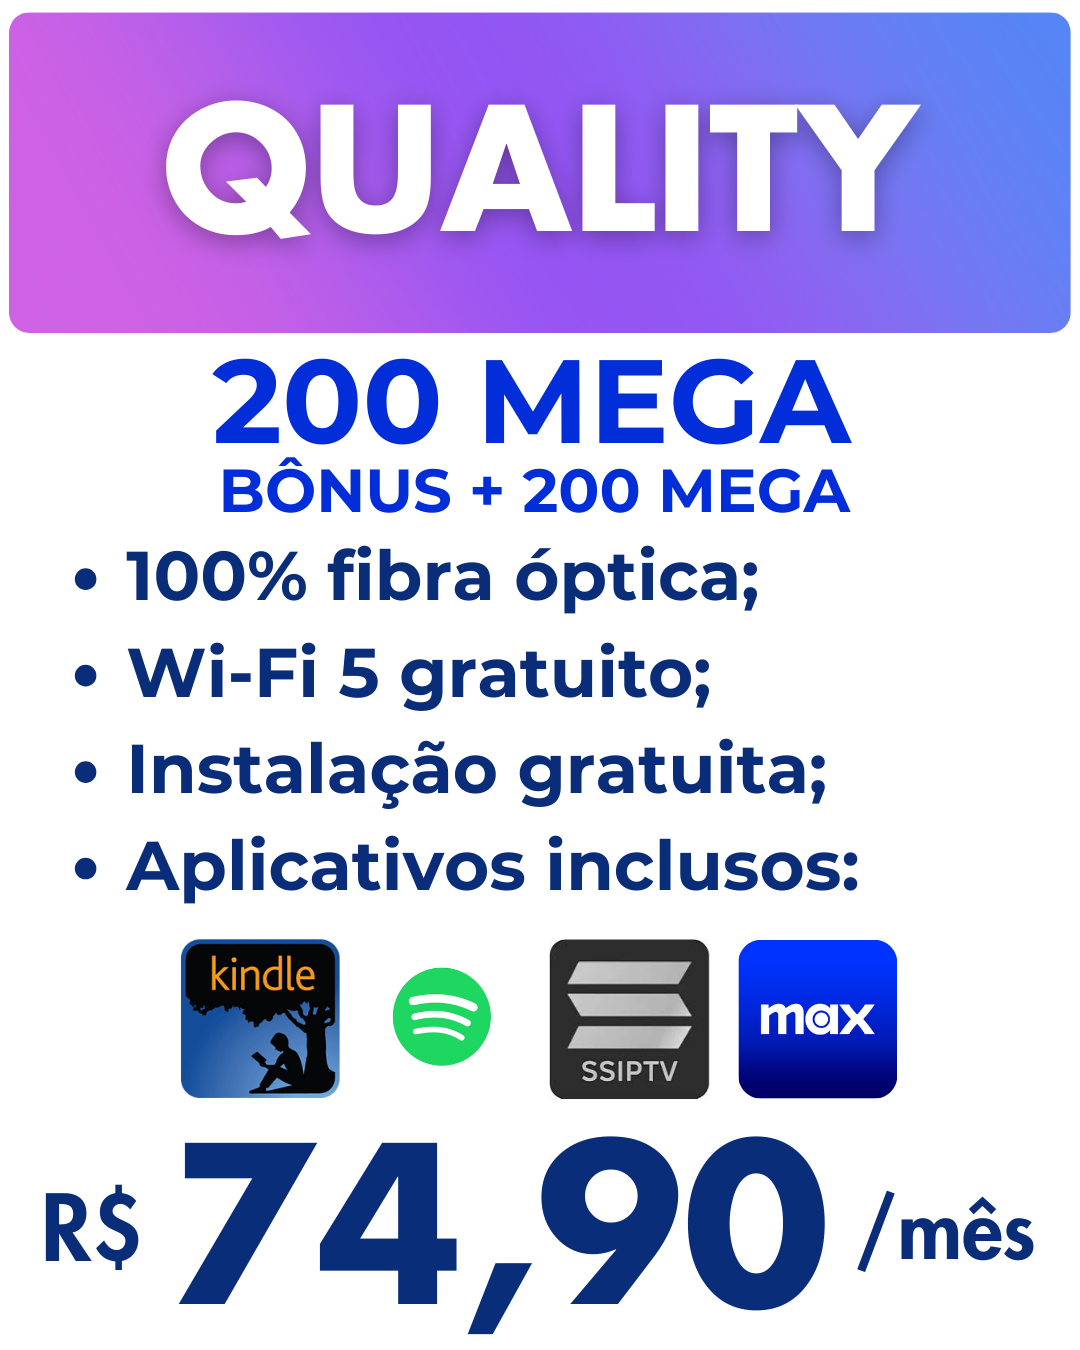 QUALITY
200 MEGA
BÔNUS + 200 MEGA
• 100% fibra óptica;
• Wi-Fi 5 gratuito;
• Instalação gratuita;
• Aplicativos inclusos:
kindle
SSIPTV
max
R$ 74,90 /mês